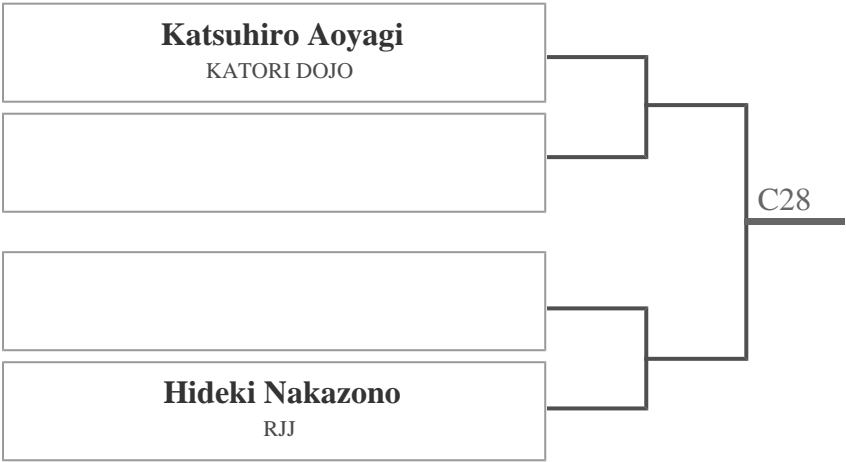 Katsuhiro Aoyagi
KATORI DOJO
C28
Hideki Nakazono
RJJ